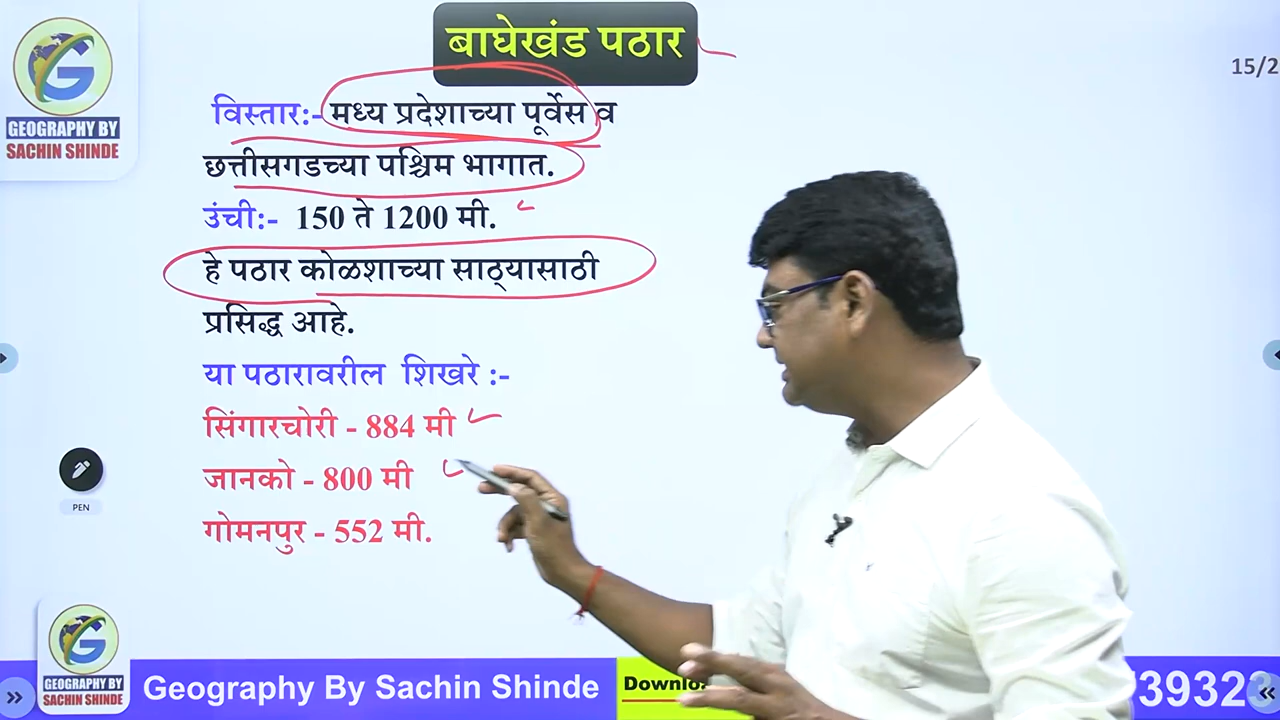 बाघेखंड पठार
15/2
GEOGRAPHY BY
SACHIN SHINDE
विस्तार:- मध्य प्रदेशाच्या पूर्वेस व
छत्तीसगडच्या पश्चिम भागात.
उंची:- 150 ते 1200 मी.
हे पठार कोळशाच्या साठ्यासाठी
प्रसिद्ध आहे.
या पठारावरील शिखरे :-
सिंगारचोरी - 884 मी
जानको - 800 मी
गोमनपुर - 552 मी.
PEN
GEOGRAPHY BY
SACHIN SHINDE
Geography By Sachin Shinde